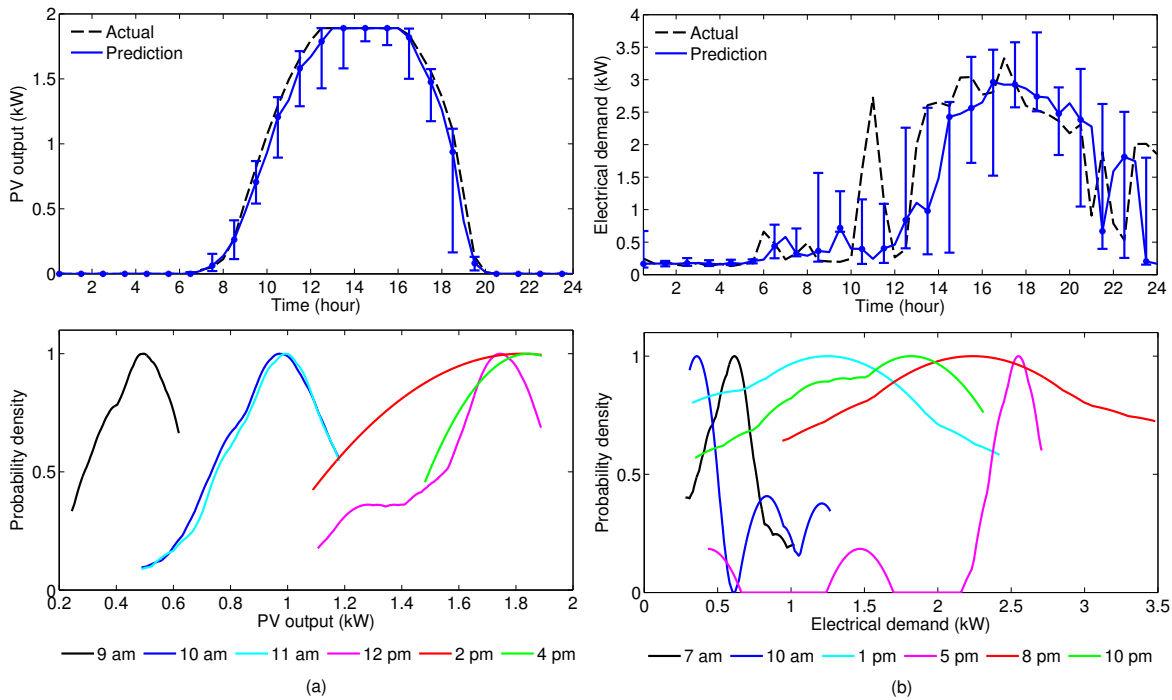 2
1.5
1
0.5
0
PV output (kW)
Actual
Prediction
2 4 6 8 10 12 14 16 18 20 22 24
Time (hour)
4
3.5
3
2.5
2
1.5
1
0.5
0
Electrical demand (kW)
Actual
Prediction
2 4 6 8 10 12 14 16 18 20 22 24
Time (hour)
1
0.5
0
Probability density
0.2 0.4 0.6 0.8 1 1.2 1.4 1.6 1.8 2
PV output (kW)
9 am 10 am 11 am 12 pm 2 pm 4 pm
(a)
1
0.5
0
Probability density
0 0.5 1 1.5 2 2.5 3 3.5
Electrical demand (kW)
7 am 10 am 1 pm 5 pm 8 pm 10 pm
(b)